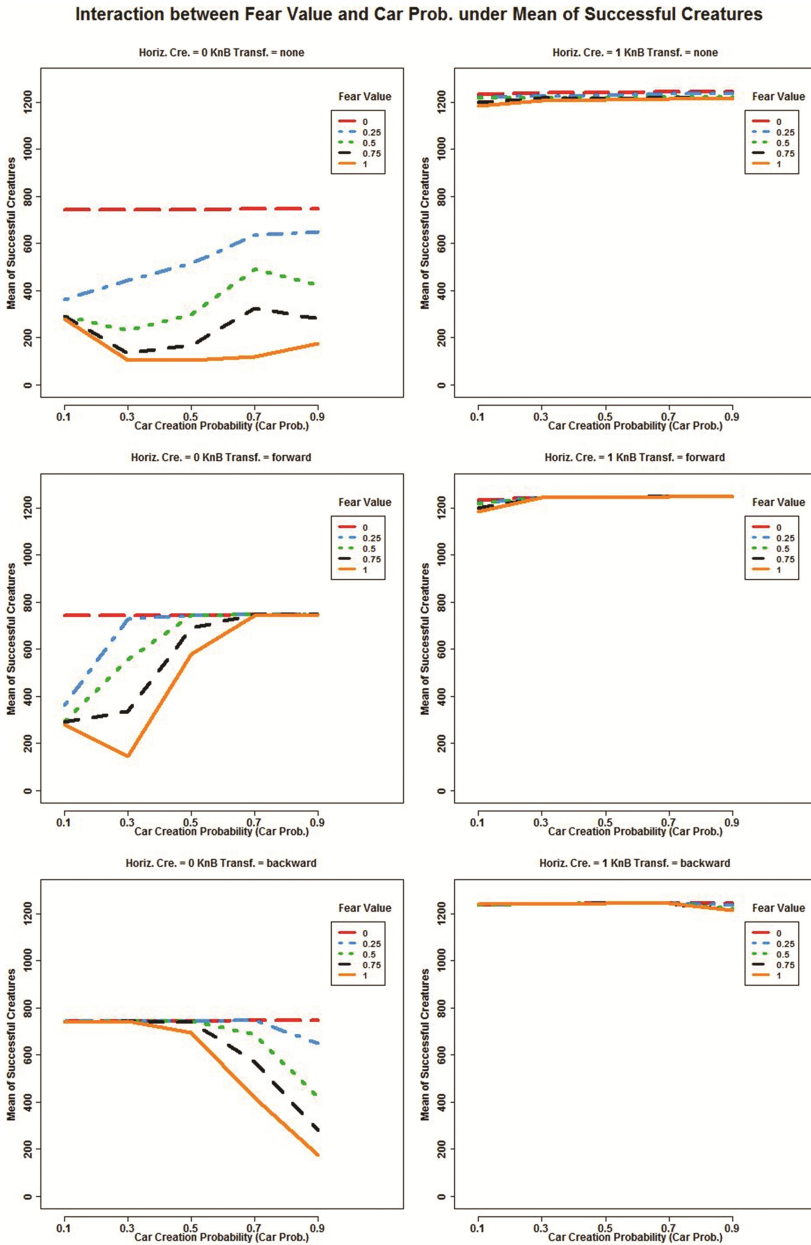 Interaction between Fear Value and Car Prob. under Mean of Successful Creatures
Horiz. Cre. = 0 KnB Transf. = none
Mean of Successful Creatures
0 200 400 600 800 1000 1200
Fear Value
0
0.25
0.5
0.75
1
0.1 0.3 0.5 0.7 0.9
Car Creation Probability (Car Prob.)
Horiz. Cre. = 1 KnB Transf. = none
Mean of Successful Creatures
0 200 400 600 800 1000 1200
Fear Value
0
0.25
0.5
0.75
1
0.1 0.3 0.5 0.7 0.9
Car Creation Probability (Car Prob.)
Horiz. Cre. = 0 KnB Transf. = forward
Mean of Successful Creatures
0 200 400 600 800 1000 1200
Fear Value
0
0.25
0.5
0.75
1
0.1 0.3 0.5 0.7 0.9
Car Creation Probability (Car Prob.)
Horiz. Cre. = 1 KnB Transf. = forward
Mean of Successful Creatures
0 200 400 600 800 1000 1200
Fear Value
0
0.25
0.5
0.75
1
0.1 0.3 0.5 0.7 0.9
Car Creation Probability (Car Prob.)
Horiz. Cre. = 0 KnB Transf. = backward
Mean of Successful Creatures
0 200 400 600 800 1000 1200
Fear Value
0
0.25
0.5
0.75
1
0.1 0.3 0.5 0.7 0.9
Car Creation Probability (Car Prob.)
Horiz. Cre. = 1 KnB Transf. = backward
Mean of Successful Creatures
0 200 400 600 800 1000 1200
Fear Value
0
0.25
0.5
0.75
1
0.1 0.3 0.5 0.7 0.9
Car Creation Probability (Car Prob.)